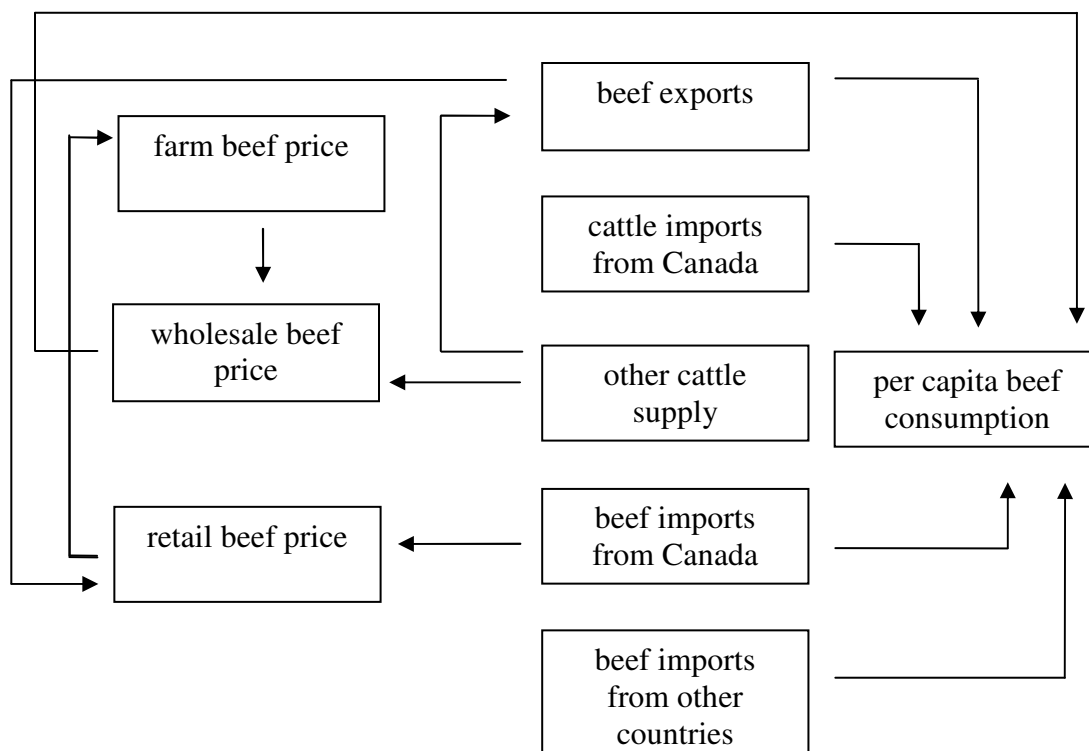 beef exports
farm beef price
cattle imports
from Canada
wholesale beef
price
other cattle
supply
per capita beef
consumption
retail beef price
beef imports
from Canada
beef imports
from other
countries